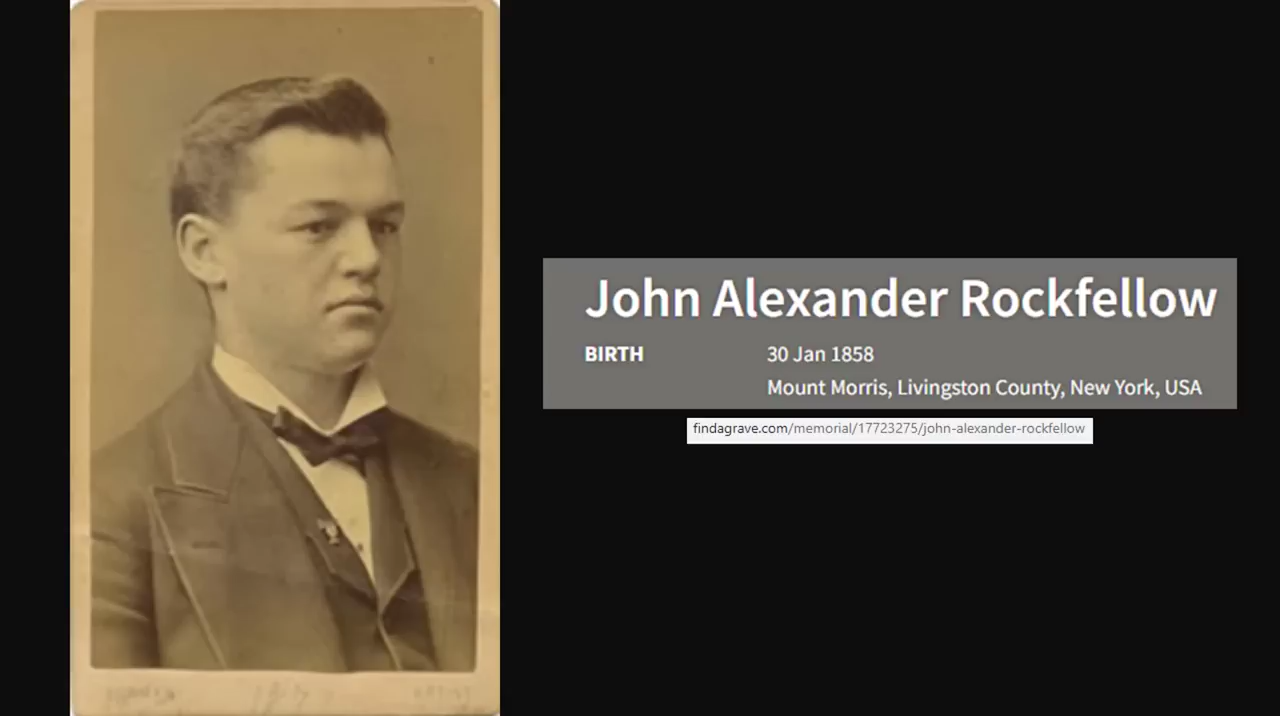 John Alexander Rockfellow
BIRTH 30 Jan 1858
Mount Morris, Livingston County, New York, USA
findagrave.com/memorial/17723275/john-alexander-rockfellow